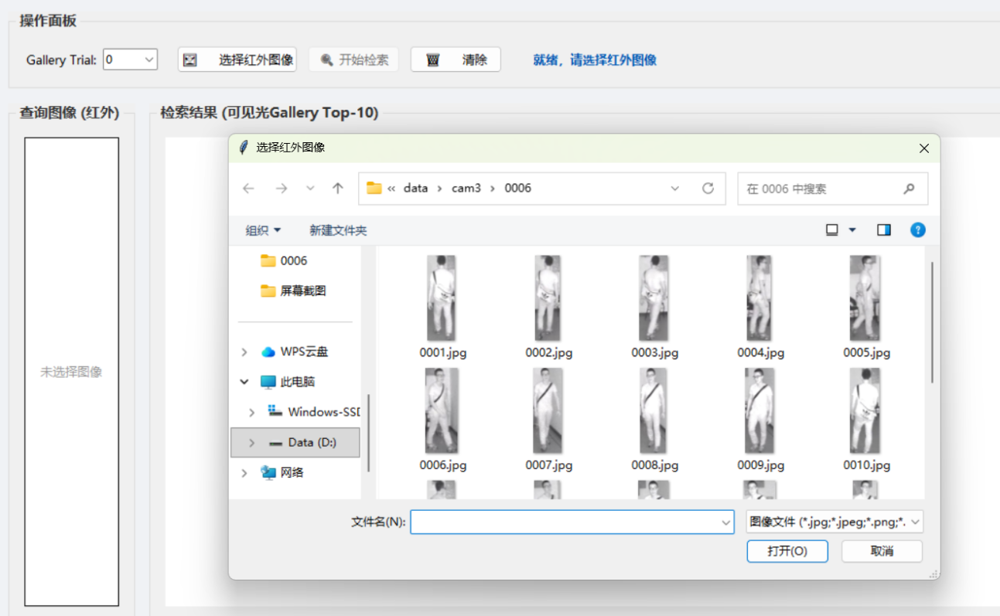 操作面板
Gallery Trial: 0 选择红外图像 开始检索 清除 就绪，请选择红外图像
查询图像 (红外)
检索结果 (可见光Gallery Top-10)
未选择图像
选择红外图像
« data › cam3 › 0006
在 0006 中搜索
组织
新建文件夹
0006
屏幕截图
WPS云盘
此电脑
Windows-SSD
Data (D:)
网络
0001.jpg 0002.jpg 0003.jpg 0004.jpg 0005.jpg
0006.jpg 0007.jpg 0008.jpg 0009.jpg 0010.jpg
文件名(N):
图像文件 (*.jpg;*.jpeg;*.png;*.
打开(O)
取消